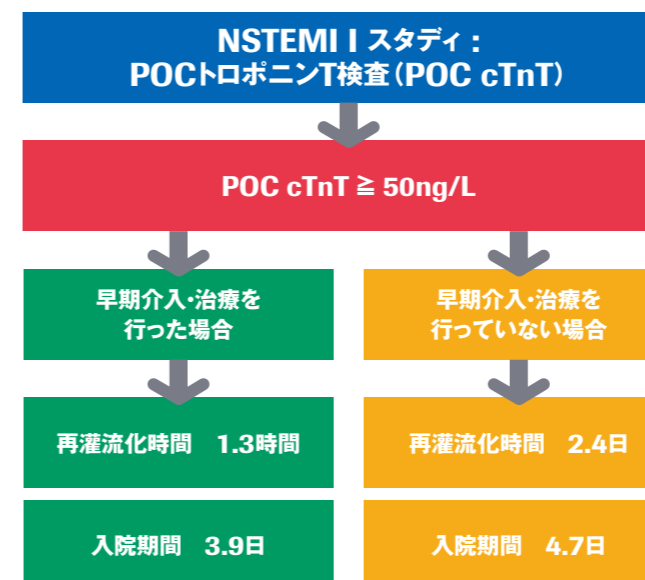 NSTEMI I スタディ：
POCトロポニンT検査（POC cTnT）
POC cTnT ≧ 50ng/L
早期介入・治療を
行った場合
早期介入・治療を
行っていない場合
再灌流化時間　1.3時間
再灌流化時間　2.4日
入院期間　3.9日
入院期間　4.7日